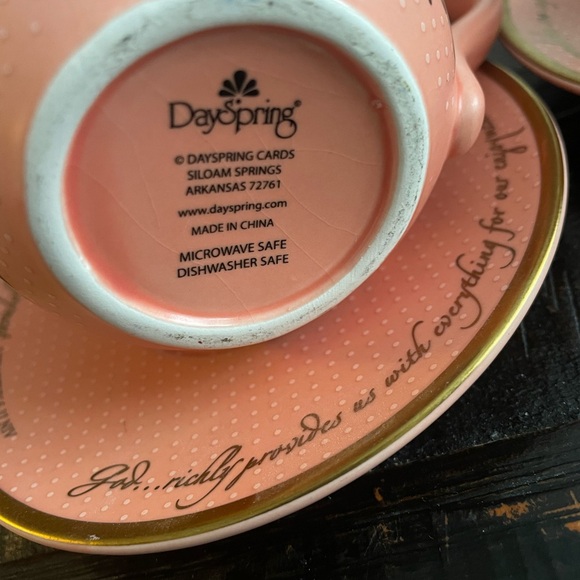 DaySpring®
© DAYSPRING CARDS
SILOAM SPRINGS
ARKANSAS 72761
www.dayspring.com
MADE IN CHINA
MICROWAVE SAFE
DISHWASHER SAFE
God...richly provides us with everything for our enjoyment